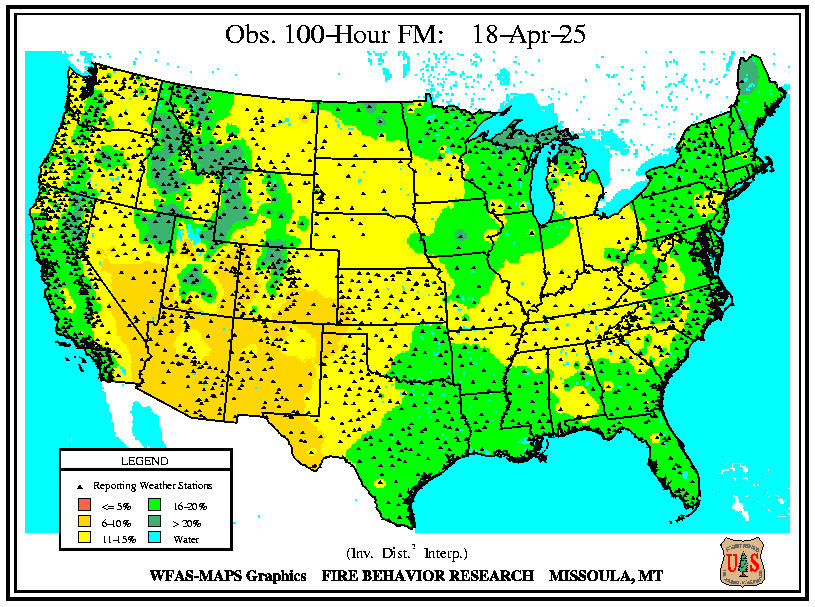 Obs. 100-Hour FM: 18-Apr-25
LEGEND
Reporting Weather Stations
<= 5%
16-20%
6-10%
> 20%
11-15%
Water
(Inv. Dist.² Interp.)
WFAS-MAPS Graphics FIRE BEHAVIOR RESEARCH MISSOULA, MT
U S